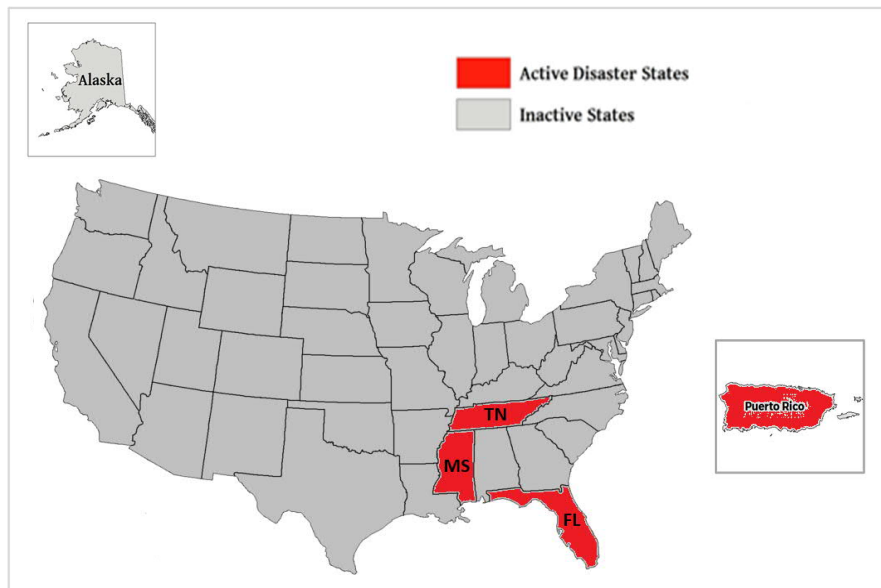 Alaska
Active Disaster States
Inactive States
TN
Puerto Rico
MS
FL